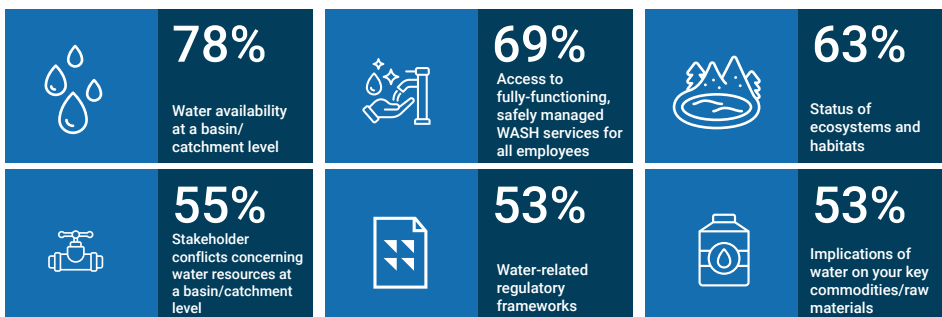 78%
Water availability
at a basin/
catchment level
69%
Access to
fully-functioning,
safely managed
WASH services for
all employees
63%
Status of
ecosystems and
habitats
55%
Stakeholder
conflicts concerning
water resources at
a basin/catchment
level
53%
Water-related
regulatory
frameworks
53%
Implications of
water on your key
commodities/raw
materials